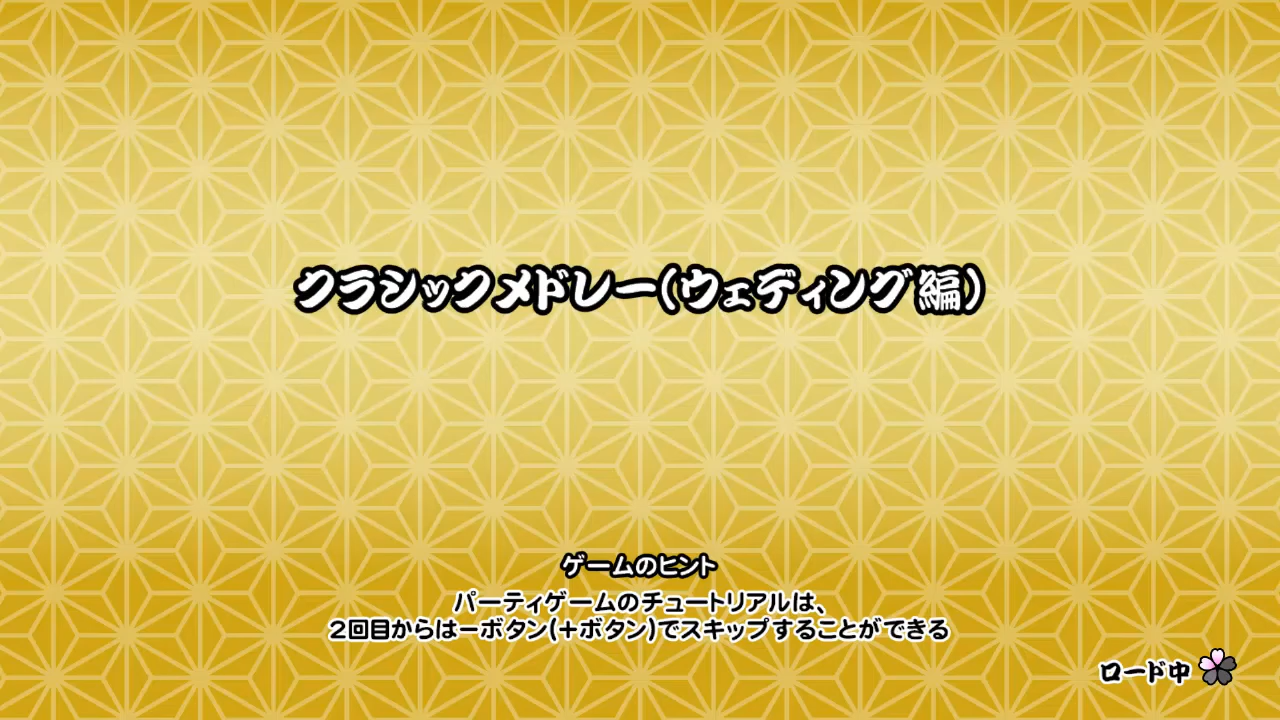 クラシックメドレー(ウェディング編)
ゲームのヒント
パーティゲームのチュートリアルは、
2回目からは－ボタン(＋ボタン)でスキップすることができる
ロード中